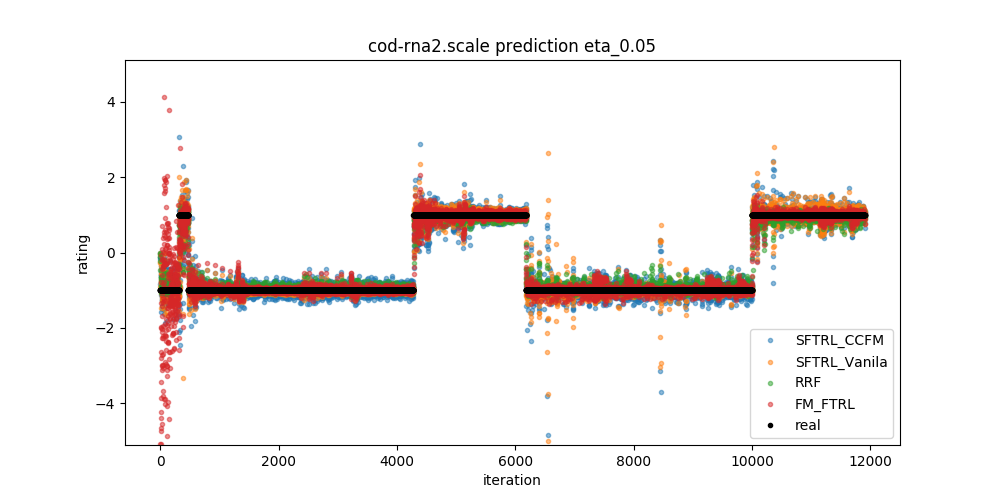 cod-rna2.scale prediction eta_0.05
rating
4
2
0
−2
−4
0 2000 4000 6000 8000 10000 12000
iteration
SFTRL_CCFM
SFTRL_Vanila
RRF
FM_FTRL
real